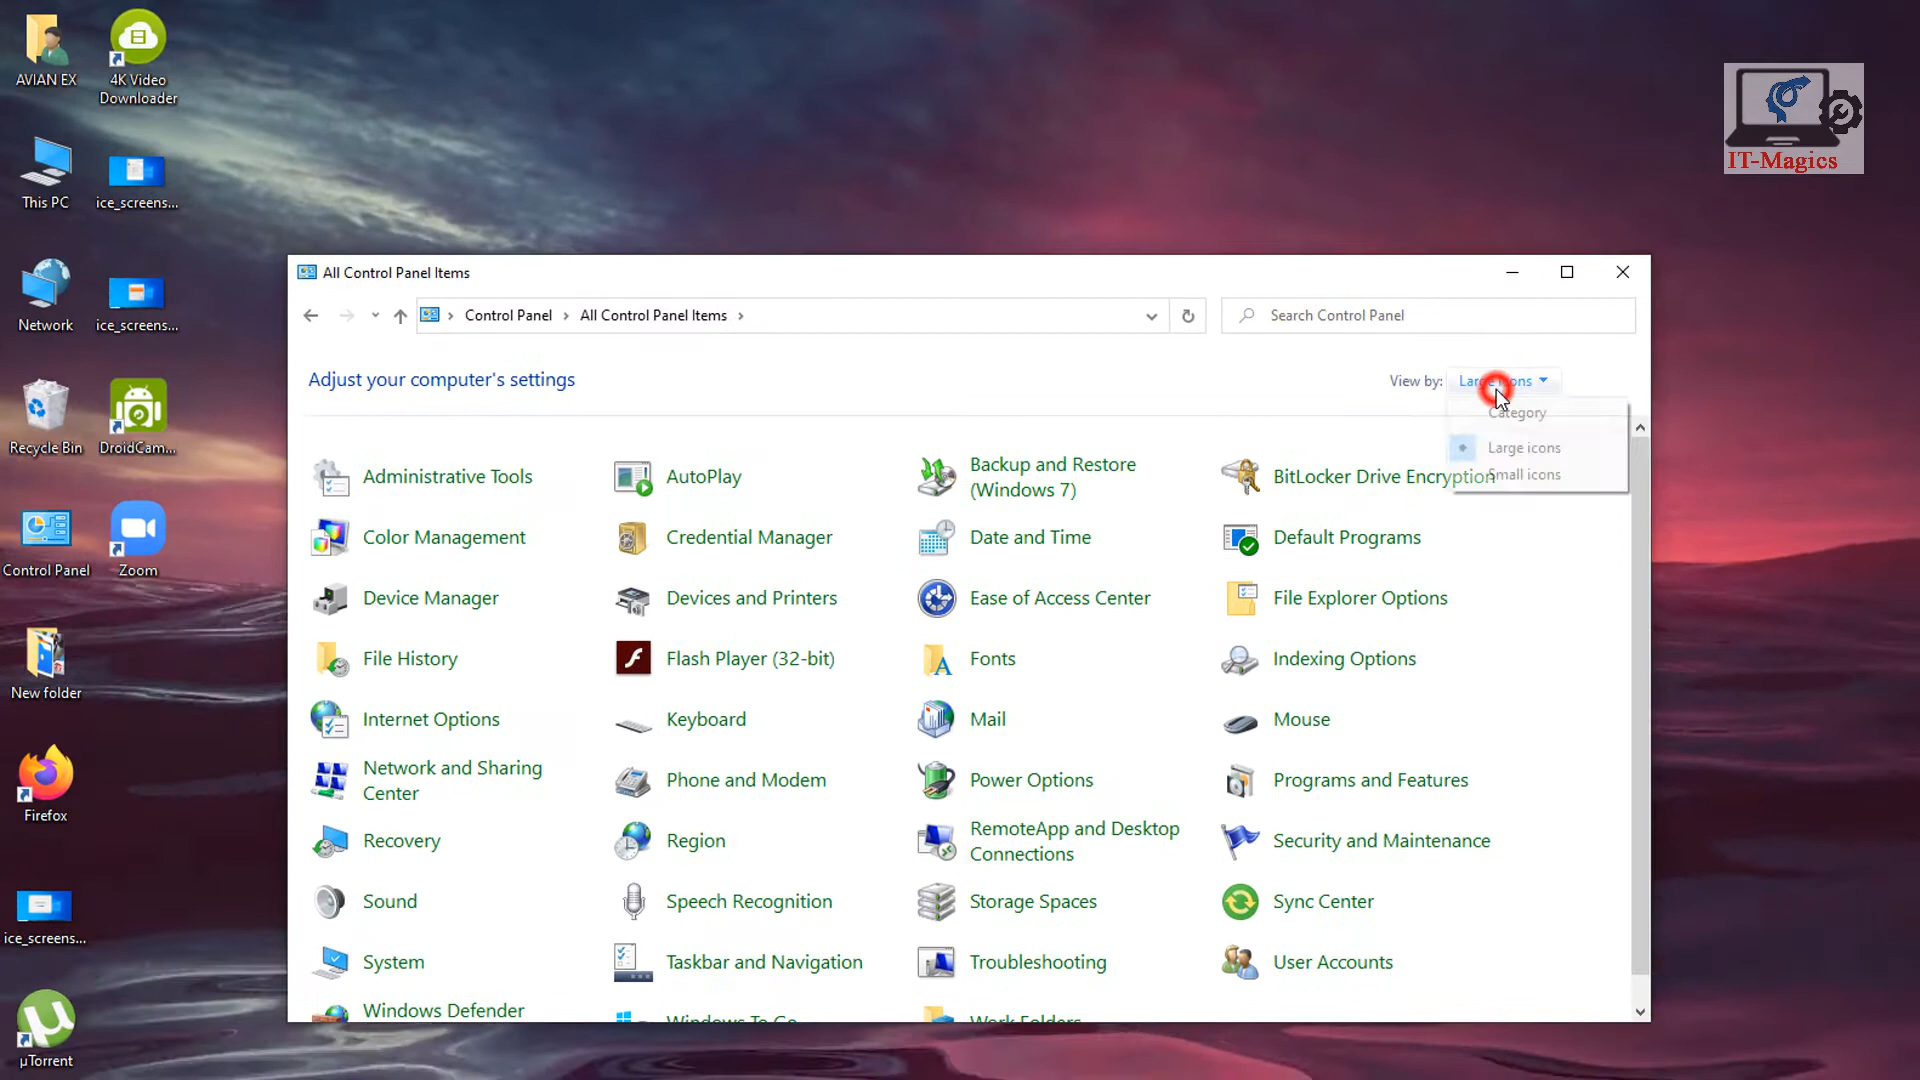 AVIAN EX
4K Video
Downloader
This PC
ice_screens...
Network
ice_screens...
Recycle Bin
DroidCam...
Control Panel
Zoom
New folder
Firefox
ice_screens...
µTorrent
IT-Magics
All Control Panel Items
Control Panel
All Control Panel Items
Search Control Panel
Adjust your computer's settings
View by:
Large icons
Category
Large icons
Small icons
Administrative Tools
AutoPlay
Backup and Restore
(Windows 7)
BitLocker Drive Encryption
Color Management
Credential Manager
Date and Time
Default Programs
Device Manager
Devices and Printers
Ease of Access Center
File Explorer Options
File History
Flash Player (32-bit)
Fonts
Indexing Options
Internet Options
Keyboard
Mail
Mouse
Network and Sharing
Center
Phone and Modem
Power Options
Programs and Features
Recovery
Region
RemoteApp and Desktop
Connections
Security and Maintenance
Sound
Speech Recognition
Storage Spaces
Sync Center
System
Taskbar and Navigation
Troubleshooting
User Accounts
Windows Defender
Windows To Go
Work Folders